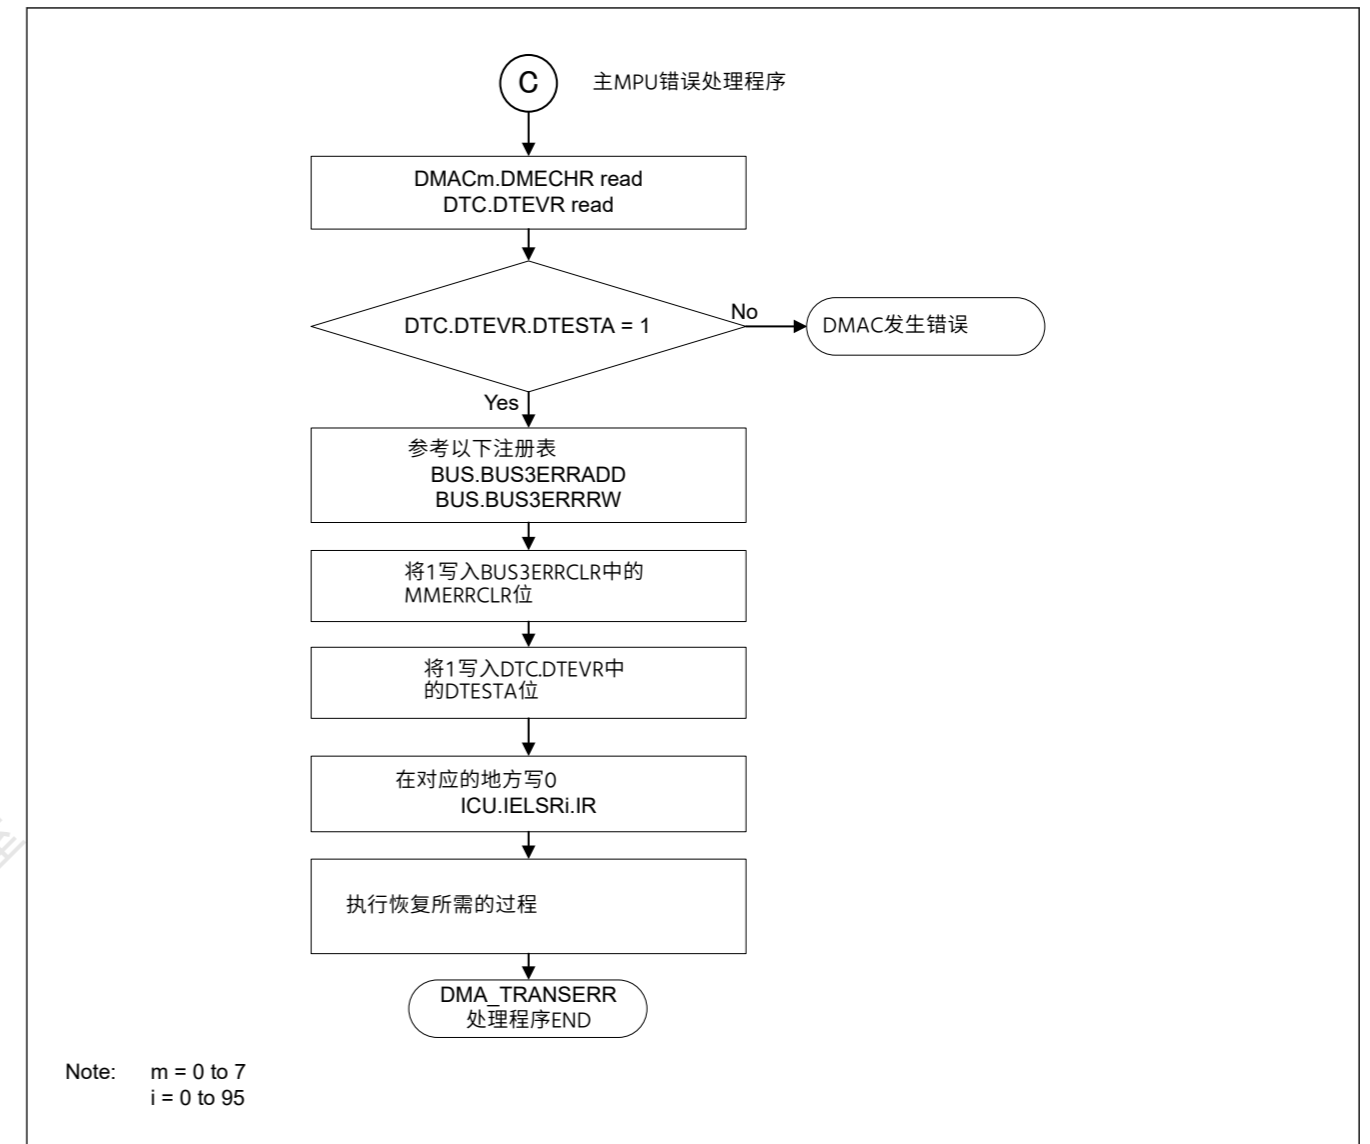 C 主MPU错误处理程序
DMACm.DMECHR read
DTC.DTEVR read
DTC.DTEVR.DTESTA = 1
No
DMAC发生错误
Yes
参考以下注册表
BUS.BUS3ERRADD
BUS.BUS3ERRRW
将1写入BUS3ERRCLR中的
MMERRCLR位
将1写入DTC.DTEVR中
的DTESTA位
在对应的地方写0
ICU.IELSRi.IR
执行恢复所需的过程
DMA_TRANSERR
处理程序END
Note: m = 0 to 7
i = 0 to 95